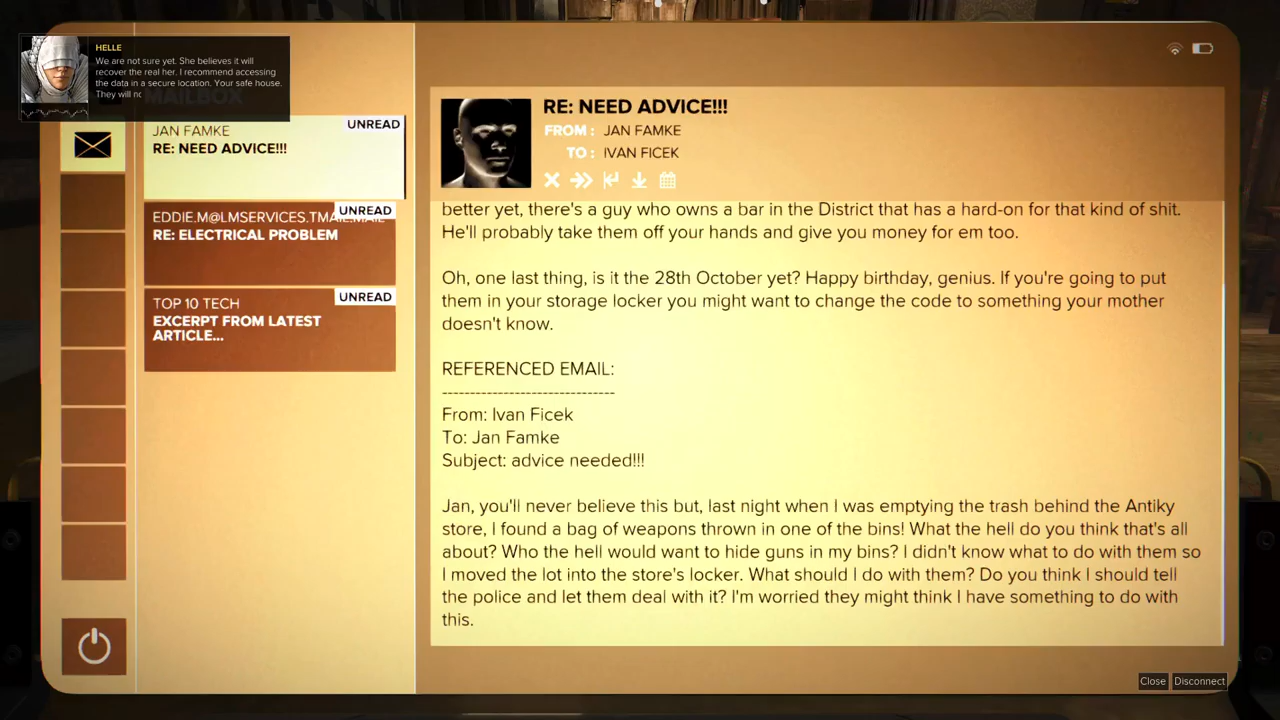 HELLE
We are not sure yet. She believes it will
recover the real her. I recommend accessing
the data in a secure location. Your safe house.
They will no
MAILBOX
JAN FAMKE
UNREAD
RE: NEED ADVICE!!!
EDDIE.M@LMSERVICES.TMAIL.MAIL
UNREAD
RE: ELECTRICAL PROBLEM
TOP 10 TECH
UNREAD
EXCERPT FROM LATEST
ARTICLE...
RE: NEED ADVICE!!!
FROM : JAN FAMKE
TO : IVAN FICEK
better yet, there's a guy who owns a bar in the District that has a hard-on for that kind of shit.
He'll probably take them off your hands and give you money for em too.
Oh, one last thing, is it the 28th October yet? Happy birthday, genius. If you're going to put
them in your storage locker you might want to change the code to something your mother
doesn't know.
REFERENCED EMAIL:
------------------------------
From: Ivan Ficek
To: Jan Famke
Subject: advice needed!!!
Jan, you'll never believe this but, last night when I was emptying the trash behind the Antiky
store, I found a bag of weapons thrown in one of the bins! What the hell do you think that's all
about? Who the hell would want to hide guns in my bins? I didn't know what to do with them so
I moved the lot into the store's locker. What should I do with them? Do you think I should tell
the police and let them deal with it? I'm worried they might think I have something to do with
this.
Close Disconnect